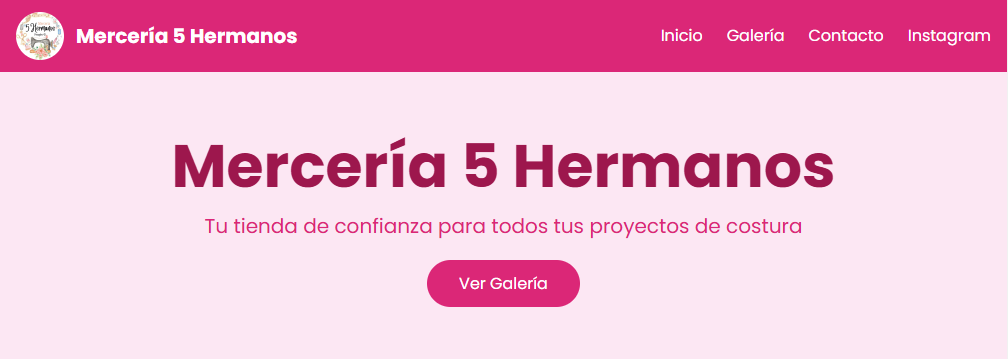 5 Hermanos
Mercería 5 Hermanos
Inicio Galería Contacto Instagram
Mercería 5 Hermanos
Tu tienda de confianza para todos tus proyectos de costura
Ver Galería